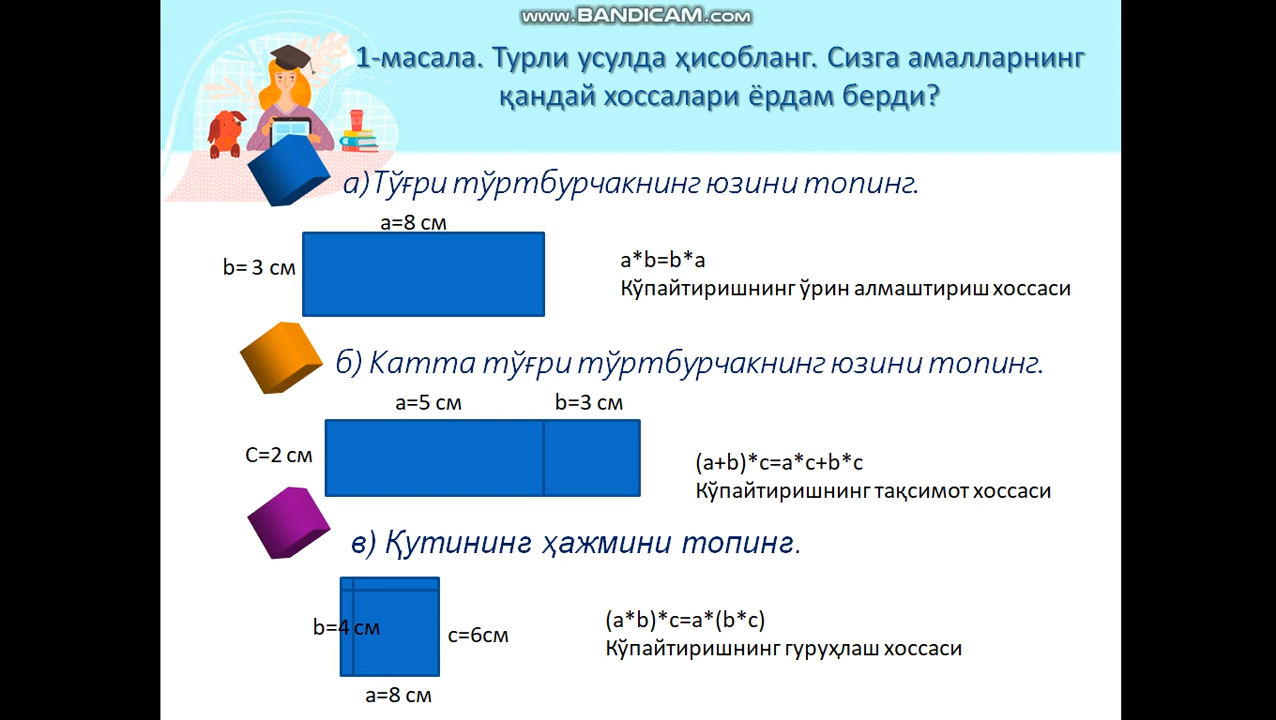 www.BANDICAM.com
1-масала. Турли усулда ҳисобланг. Сизга амалларнинг
қандай хоссалари ёрдам берди?
а)Тўғри тўртбурчакнинг юзини топинг.
a=8 см
b= 3 см
a*b=b*a
Кўпайтиришнинг ўрин алмаштириш хоссаси
б) Катта тўғри тўртбурчакнинг юзини топинг.
a=5 см
b=3 см
C=2 см
(a+b)*c=a*c+b*c
Кўпайтиришнинг тақсимот хоссаси
в) Қутининг ҳажмини топинг.
b=4 см
c=6см
(a*b)*c=a*(b*c)
Кўпайтиришнинг гуруҳлаш хоссаси
a=8 см